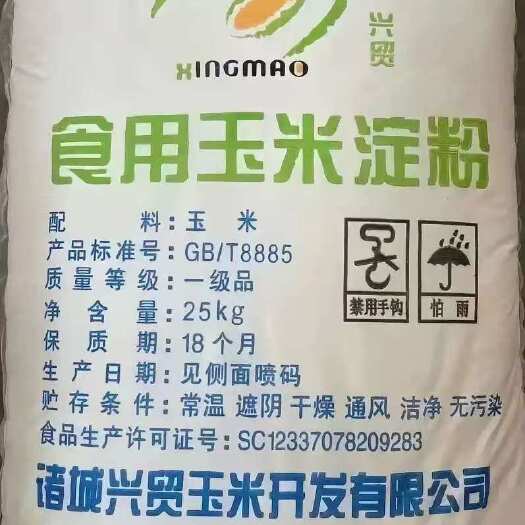 兴贸
XINGMAO
食用玉米淀粉
配料：玉米
产品标准号：GB/T8885
质量等级：一级品
净含量：25kg
保质期：18个月
生产日期：见侧面喷码
贮存条件：常温 遮阴 干燥 通风 洁净 无污染
食品生产许可证号：SC12337078209283
禁用手钩
怕雨
诸城兴贸玉米开发有限公司